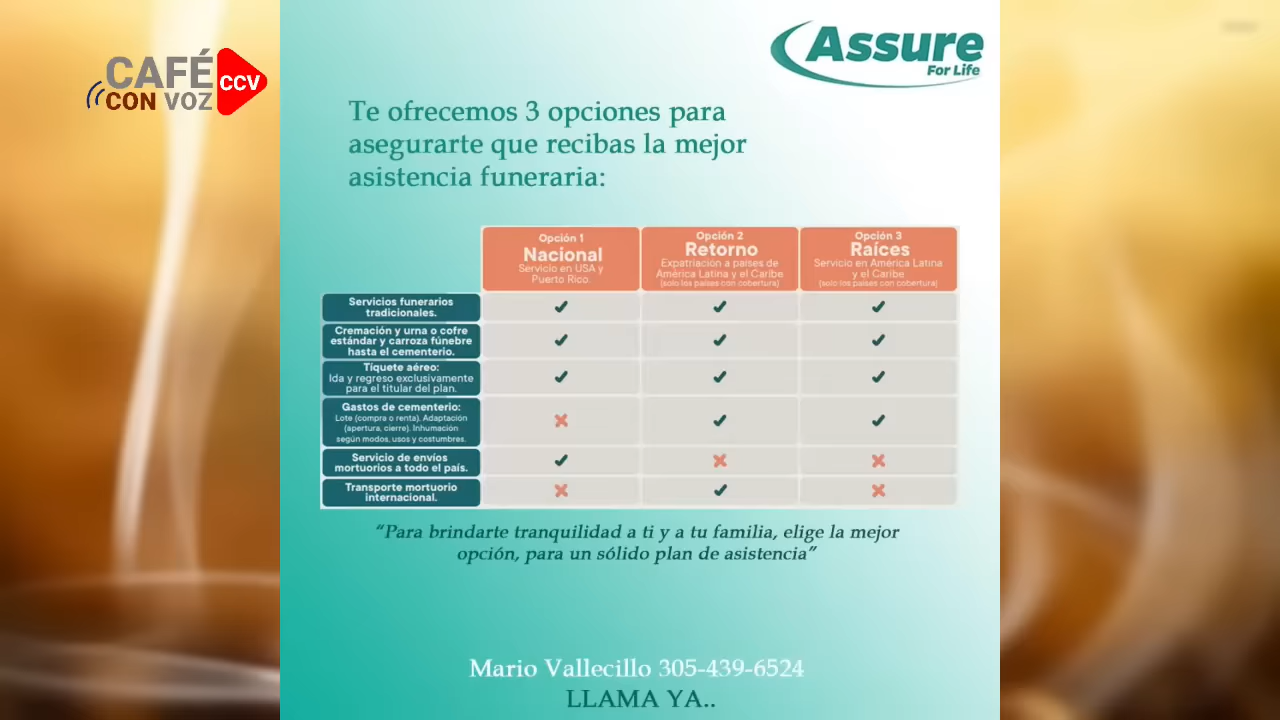 CAFÉ
CON VOZ
CCV
Assure
For Life
Te ofrecemos 3 opciones para
asegurarte que recibas la mejor
asistencia funeraria:
Opción 1
Nacional
Servicio en USA y
Puerto Rico.
Opción 2
Retorno
Expatriación a países de
América Latina y el Caribe
(solo los países con cobertura)
Opción 3
Raíces
Servicio en América Latina
y el Caribe
(solo los países con cobertura)
Servicios funerarios
tradicionales.
Cremación y urna o cofre
estándar y carroza fúnebre
hasta el cementerio.
Tiquete aéreo:
Ida y regreso exclusivamente
para el titular del plan.
Gastos de cementerio:
Lote (compra o renta). Adaptación
(apertura, cierre). Inhumación
según modos, usos y costumbres.
Servicio de envíos
mortuorios a todo el país.
Transporte mortuorio
internacional.
“Para brindarte tranquilidad a ti y a tu familia, elige la mejor
opción, para un sólido plan de asistencia”
Mario Vallecillo 305-439-6524
LLAMA YA..